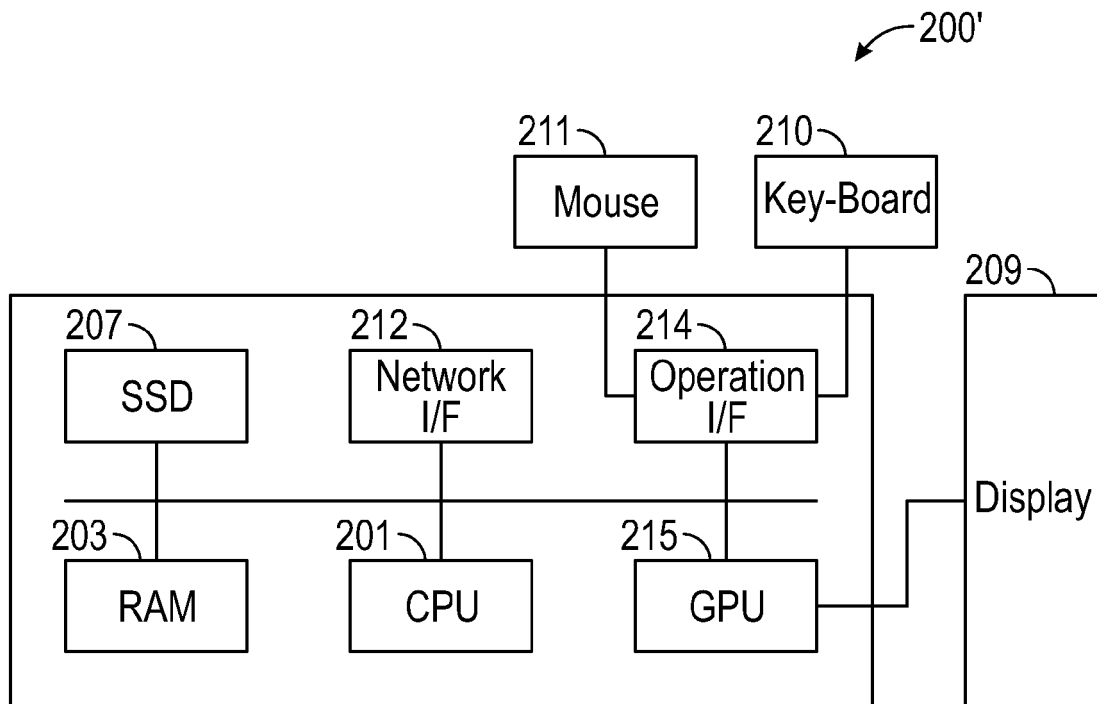 200'
211
210
Mouse
Key-Board
209
207
212
214
SSD
Network
I/F
Operation
I/F
Display
203
201
215
RAM
CPU
GPU